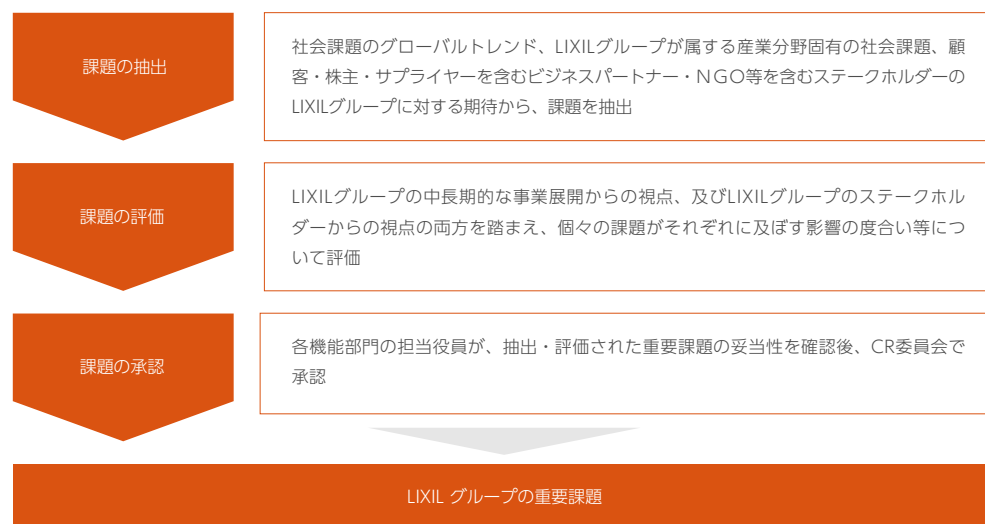 課題の抽出
社会課題のグローバルトレンド、LIXILグループが属する産業分野固有の社会課題、顧
客・株主・サプライヤーを含むビジネスパートナー・ＮＧＯ等を含むステークホルダーの
LIXILグループに対する期待から、課題を抽出
課題の評価
LIXILグループの中長期的な事業展開からの視点、及びLIXILグループのステークホル
ダーからの視点の両方を踏まえ、個々の課題がそれぞれに及ぼす影響の度合い等につ
いて評価
課題の承認
各機能部門の担当役員が、抽出・評価された重要課題の妥当性を確認後、CR委員会で
承認
LIXIL グループの重要課題